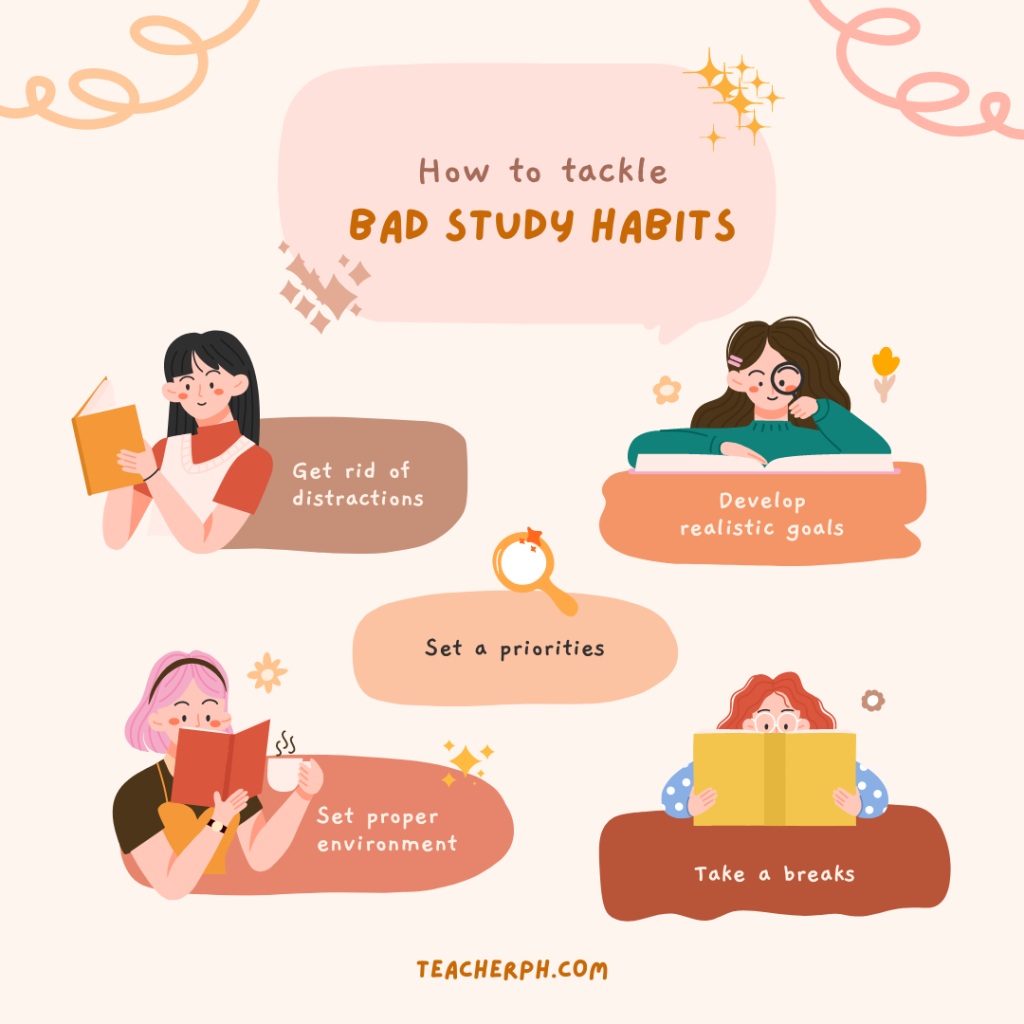 How to tackle
BAD STUDY HABITS
Get rid of
distractions
Develop
realistic goals
Set a priorities
Set proper
environment
Take a breaks
TEACHERPH.COM